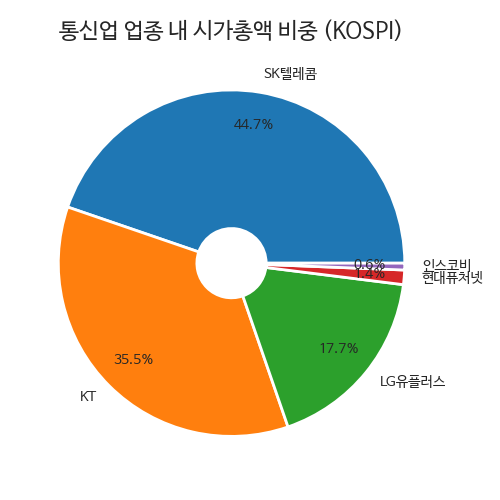 통신업 업종 내 시가총액 비중 (KOSPI)
SK텔레콤
44.7%
0.6%
인스코비
1.4%
현대퓨처넷
17.7%
35.5%
LG유플러스
KT